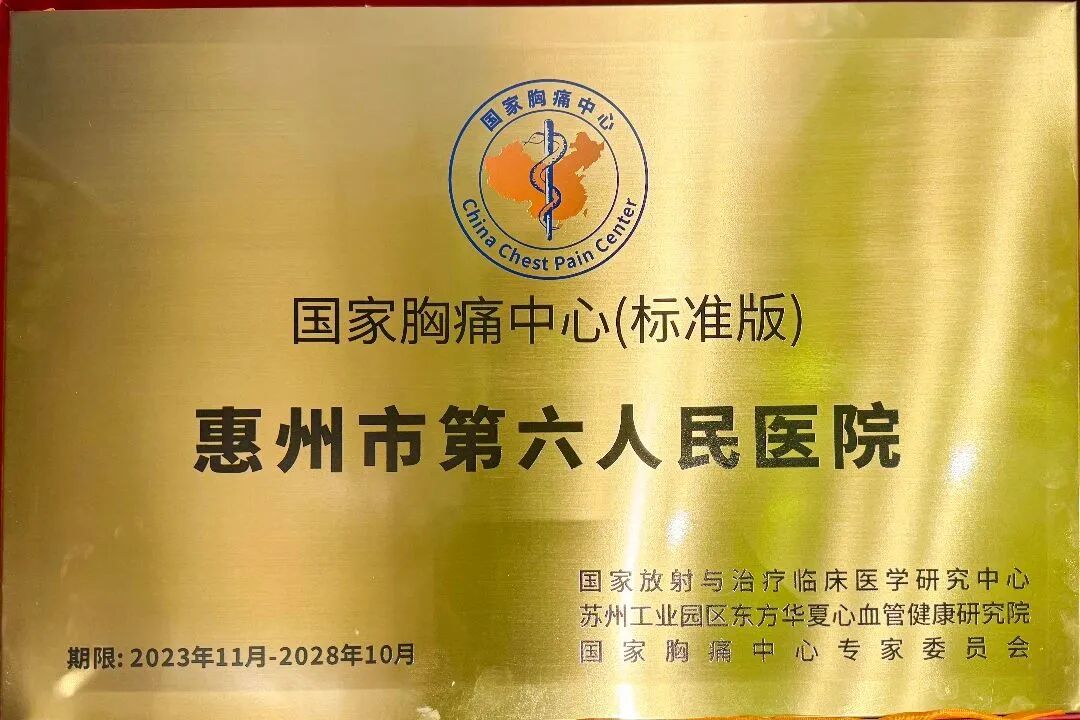 国家胸痛中心
China Chest Pain Center
国家胸痛中心(标准版)
惠州市第六人民医院
国家放射与治疗临床医学研究中心
苏州工业园区东方华夏心血管健康研究院
国家胸痛中心专家委员会
期限: 2023年11月-2028年10月